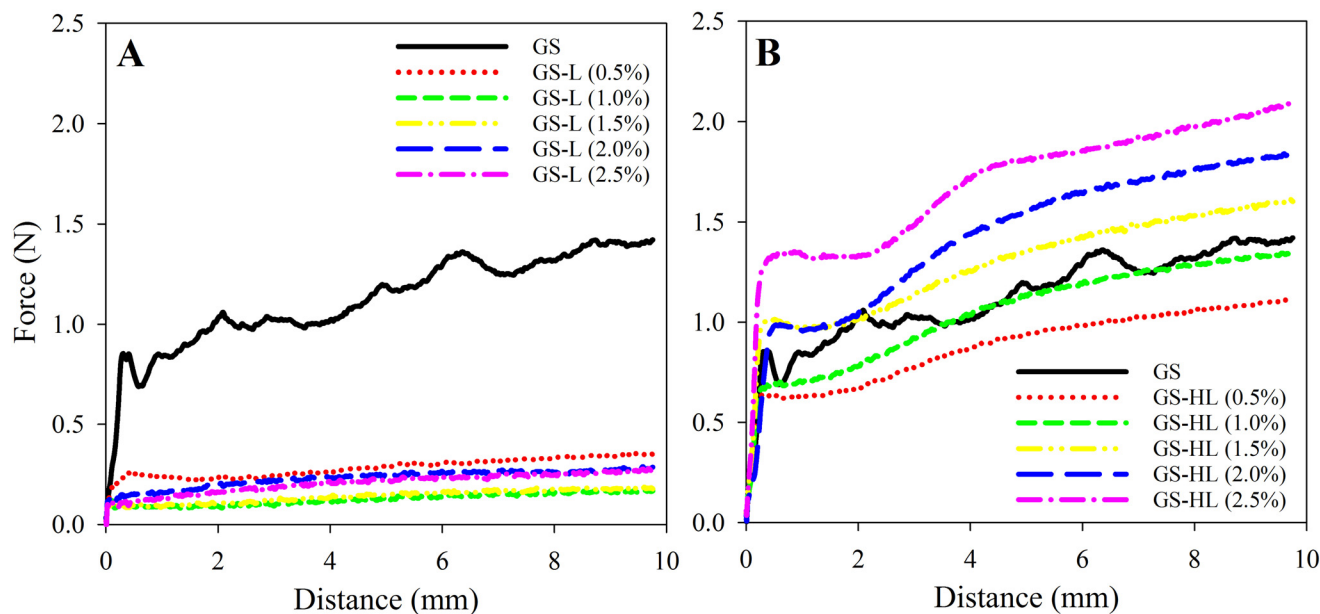 A
GS
GS-L (0.5%)
GS-L (1.0%)
GS-L (1.5%)
GS-L (2.0%)
GS-L (2.5%)
2.5
2.0
1.5
1.0
0.5
0.0
Force (N)
0 2 4 6 8 10
Distance (mm)
B
2.5
2.0
1.5
1.0
0.5
0.0
GS
GS-HL (0.5%)
GS-HL (1.0%)
GS-HL (1.5%)
GS-HL (2.0%)
GS-HL (2.5%)
0 2 4 6 8 10
Distance (mm)